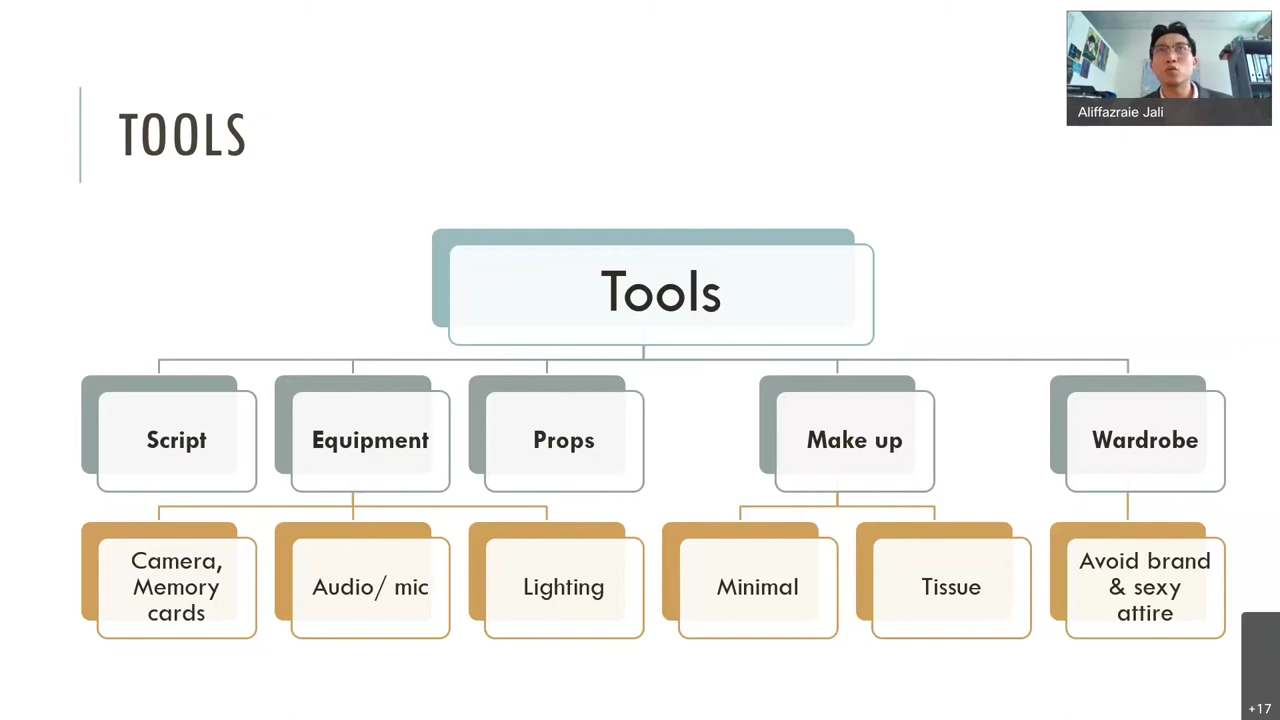 Aliffazraie Jali
TOOLS
Tools
Script
Equipment
Props
Make up
Wardrobe
Camera,
Memory
cards
Audio/ mic
Lighting
Minimal
Tissue
Avoid brand
& sexy
attire
+17